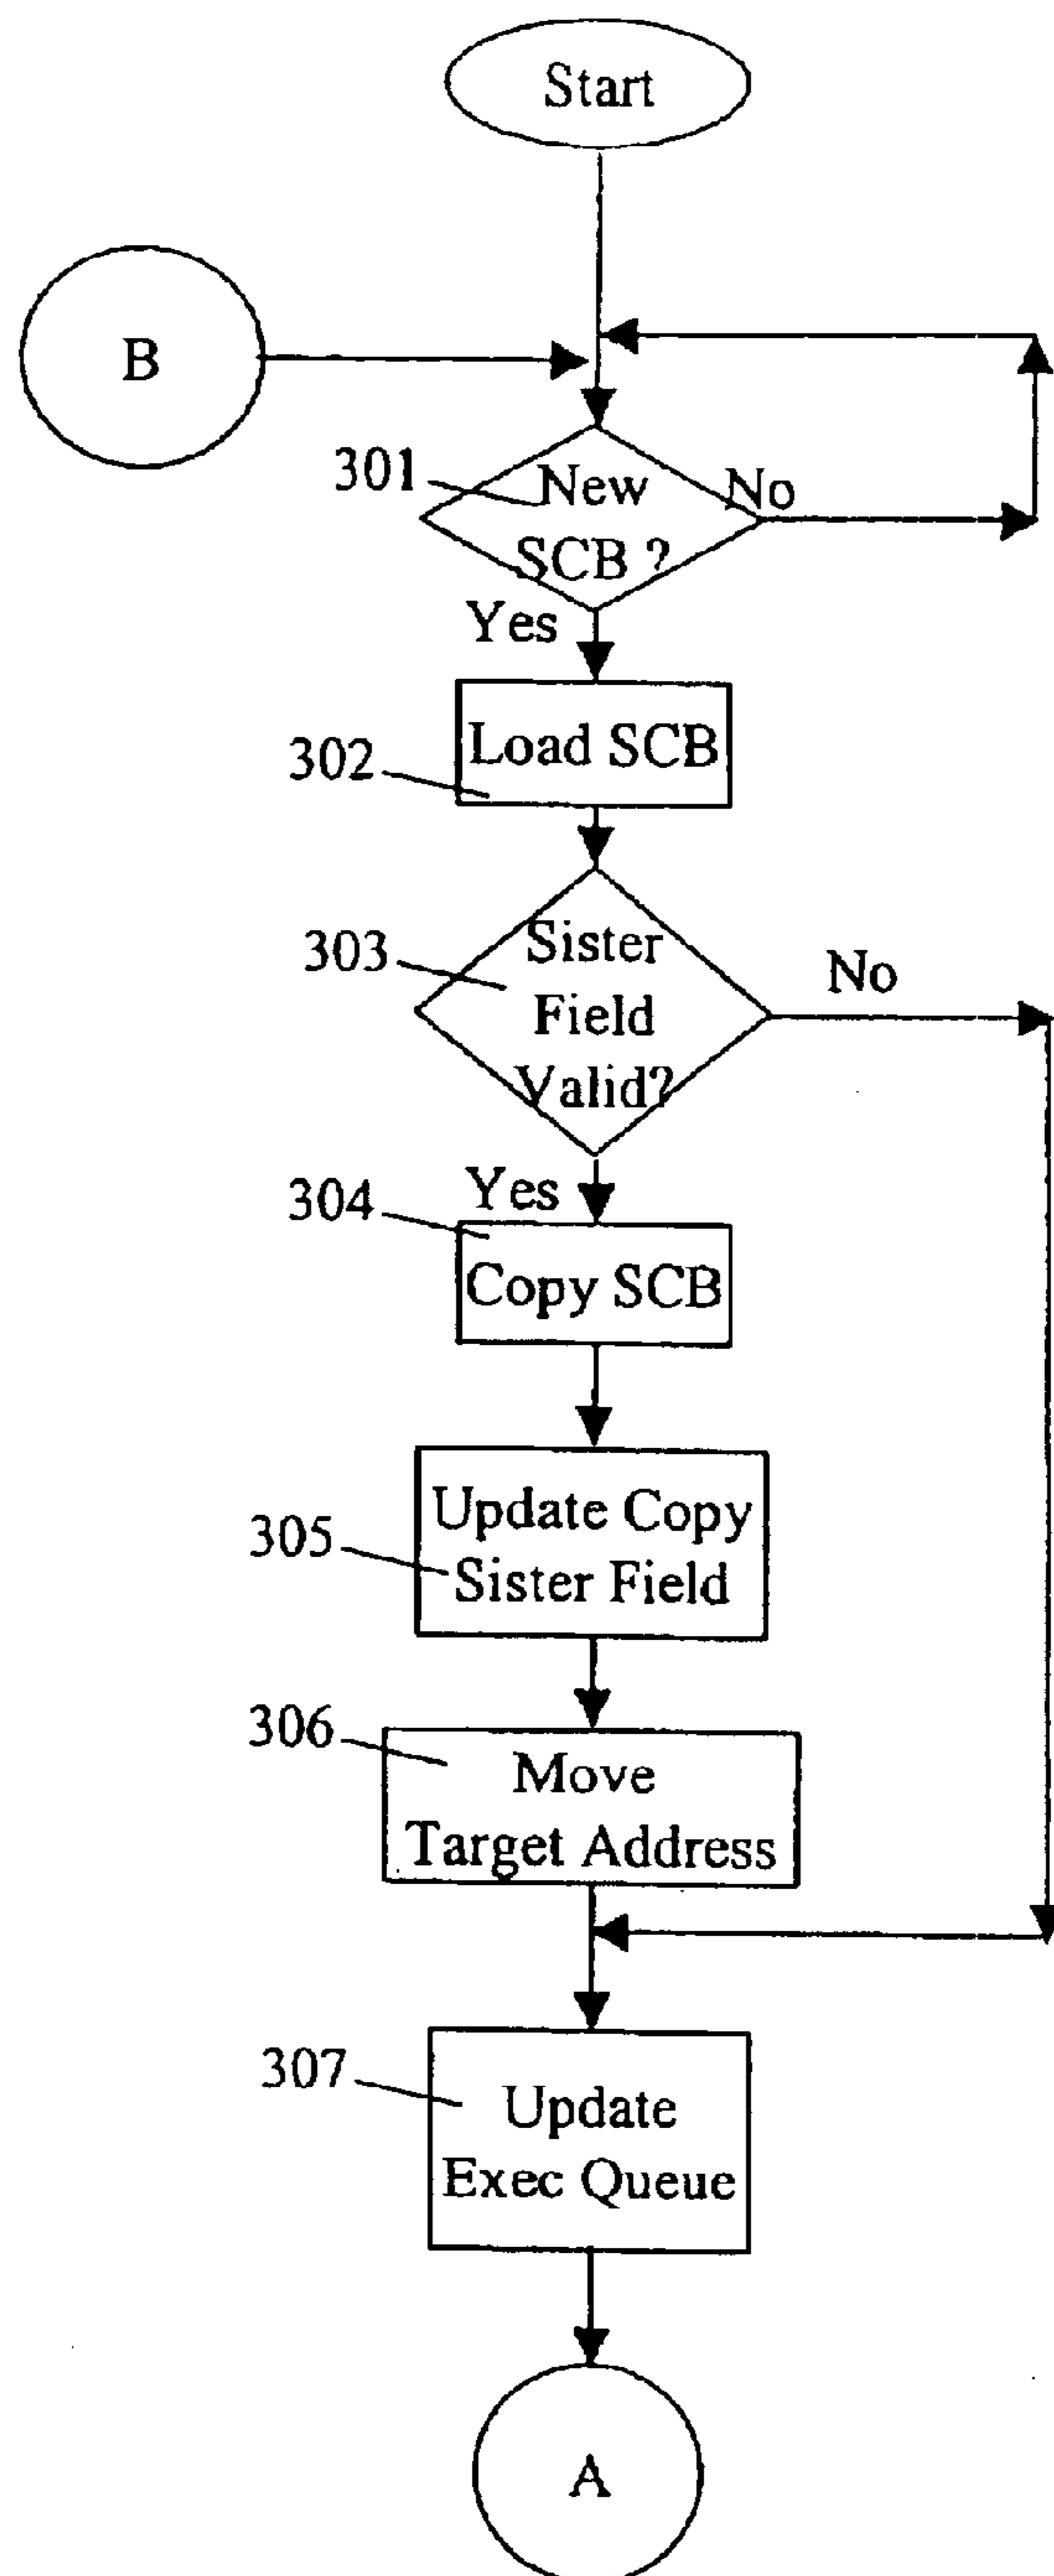 Start
B
301
New
SCB ?
No
Yes
302
Load SCB
303
Sister
Field
Valid?
No
Yes
304
Copy SCB
305
Update Copy
Sister Field
306
Move
Target Address
307
Update
Exec Queue
A